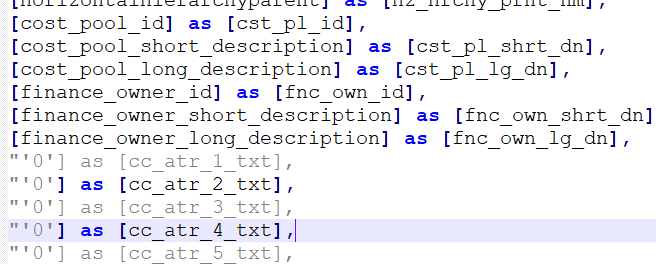 [horizontalhierarchyparent] as [hz_hrchy_prnt_nm],
[cost_pool_id] as [cst_pl_id],
[cost_pool_short_description] as [cst_pl_shrt_dn],
[cost_pool_long_description] as [cst_pl_lg_dn],
[finance_owner_id] as [fnc_own_id],
[finance_owner_short_description] as [fnc_own_shrt_dn]
[finance_owner_long_description] as [fnc_own_lg_dn],
"'0'] as [cc_atr_1_txt],
"'0'] as [cc_atr_2_txt],
"'0'] as [cc_atr_3_txt],
"'0'] as [cc_atr_4_txt],
"'0'] as [cc_atr_5_txt],